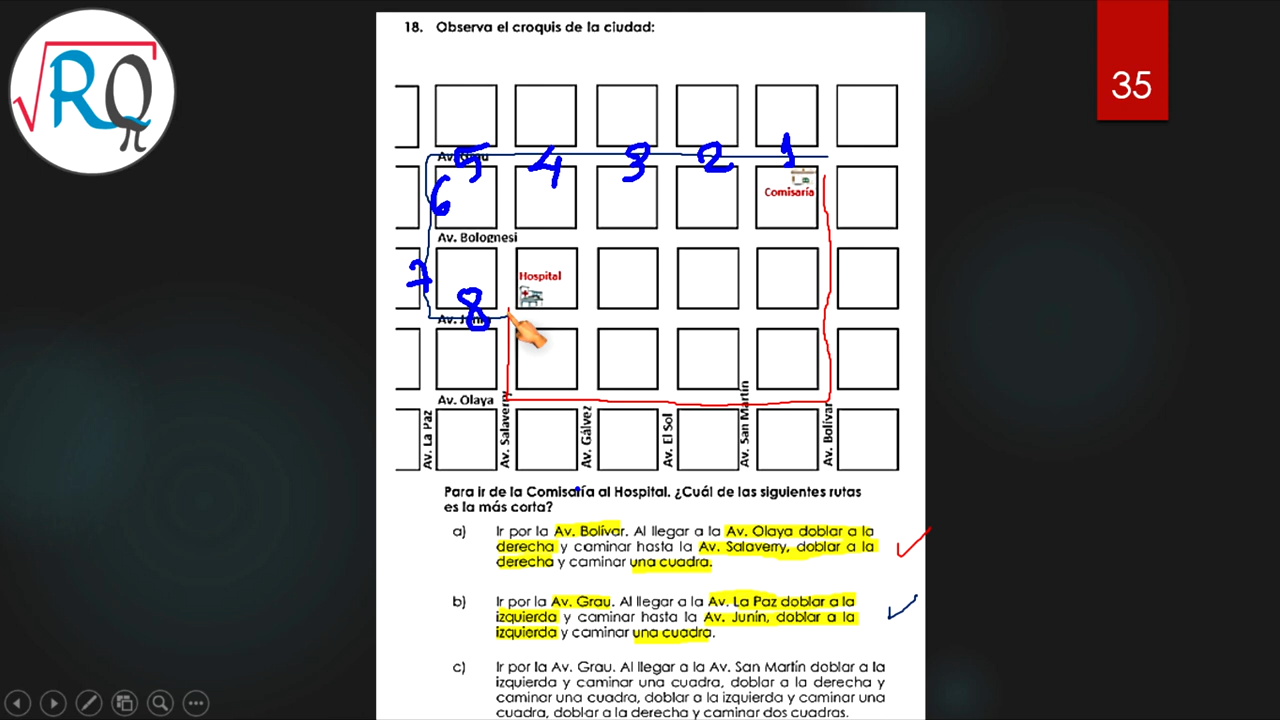 RQ
π
35
18. Observa el croquis de la ciudad:
5 4 3 2 1
6
Comisaría
Av. Bolognesi
7
Hospital
8
Av. Olaya
Av. La Paz
Av. Salaverry
Av. Gálvez
Av. El Sol
Av. San Martín
Av. Bolívar
Para ir de la Comisaría al Hospital. ¿Cuál de las siguientes rutas
es la más corta?
a) Ir por la Av. Bolívar. Al llegar a la Av. Olaya doblar a la
derecha y caminar hasta la Av. Salaverry, doblar a la
derecha y caminar una cuadra.
b) Ir por la Av. Grau. Al llegar a la Av. La Paz doblar a la
izquierda y caminar hasta la Av. Junín, doblar a la
izquierda y caminar una cuadra.
c) Ir por la Av. Grau. Al llegar a la Av. San Martín doblar a la
izquierda y caminar una cuadra, doblar a la derecha y
caminar una cuadra, doblar a la izquierda y caminar una
cuadra, doblar a la derecha y caminar dos cuadras.